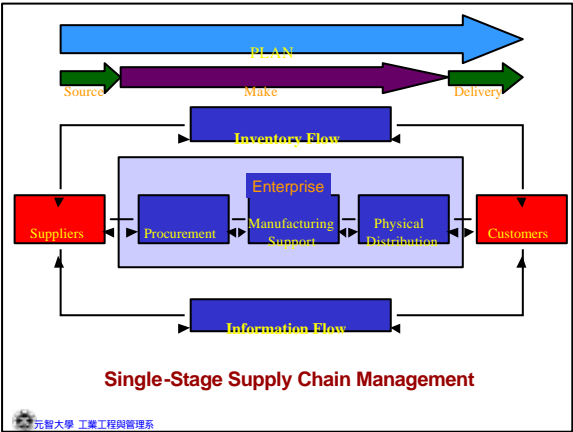 PLAN
Source
Make
Delivery
Inventory Flow
Enterprise
Suppliers
Procurement
Manufacturing
Support
Physical
Distribution
Customers
Information Flow
Single-Stage Supply Chain Management
元智大學 工業工程與管理系